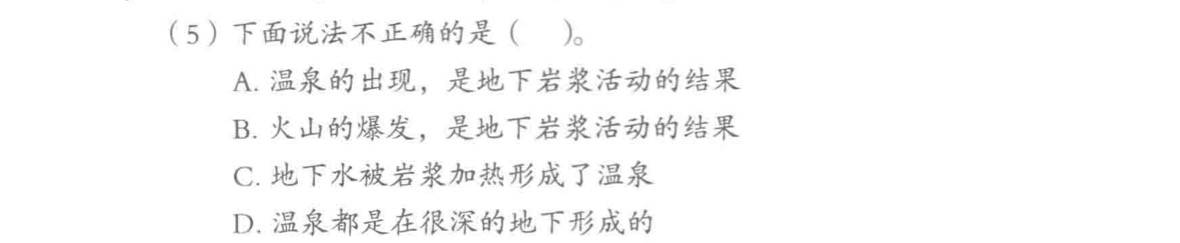 （5）下面说法不正确的是（　）。
A. 温泉的出现，是地下岩浆活动的结果
B. 火山的爆发，是地下岩浆活动的结果
C. 地下水被岩浆加热形成了温泉
D. 温泉都是在很深的地下形成的